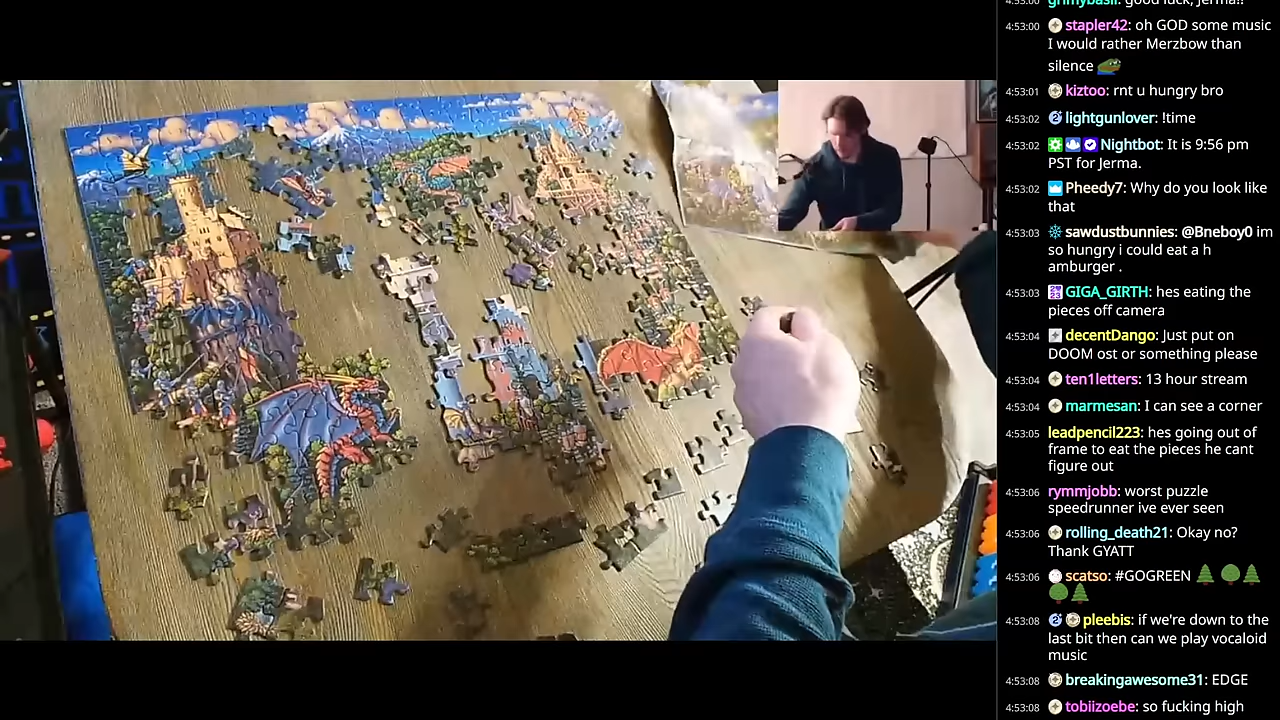 4:53:00 grimybasil: good luck, Jerma!!
4:53:00 stapler42: oh GOD some music
I would rather Merzbow than
silence
4:53:01 kiztoo: rnt u hungry bro
4:53:02 lightgunlover: !time
4:53:02 Nightbot: It is 9:56 pm
PST for Jerma.
4:53:02 Pheedy7: Why do you look like
that
4:53:03 sawdustbunnies: @Bneboy0 im
so hungry i could eat a h
amburger .
4:53:03 GIGA_GIRTH: hes eating the
pieces off camera
4:53:04 decentDango: Just put on
DOOM ost or something please
4:53:04 ten1letters: 13 hour stream
4:53:04 marmesan: I can see a corner
4:53:05 leadpencil223: hes going out of
frame to eat the pieces he cant
figure out
4:53:06 rymmjobb: worst puzzle
speedrunner ive ever seen
4:53:06 rolling_death21: Okay no?
Thank GYATT
4:53:06 scatso: #GOGREEN
4:53:08 pleebis: if we're down to the
last bit then can we play vocaloid
music
4:53:08 breakingawesome31: EDGE
4:53:08 tobiizoebe: so fucking high